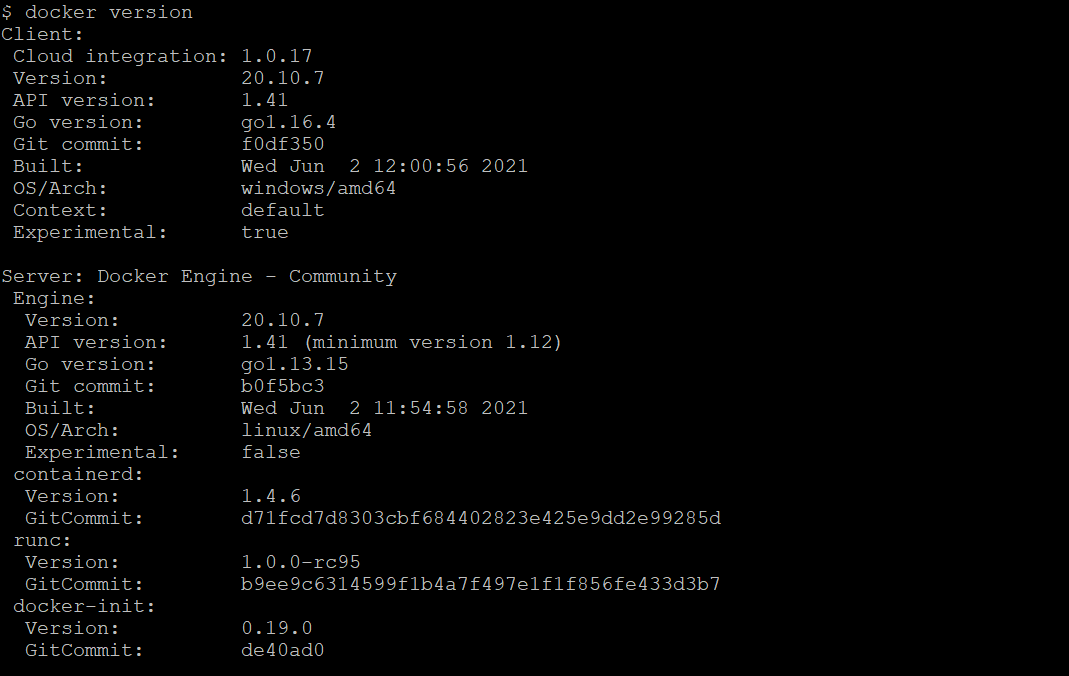 $ docker version
Client:
 Cloud integration: 1.0.17
 Version:           20.10.7
 API version:       1.41
 Go version:        go1.16.4
 Git commit:        f0df350
 Built:             Wed Jun  2 12:00:56 2021
 OS/Arch:           windows/amd64
 Context:           default
 Experimental:      true

Server: Docker Engine - Community
 Engine:
  Version:          20.10.7
  API version:      1.41 (minimum version 1.12)
  Go version:       go1.13.15
  Git commit:       b0f5bc3
  Built:            Wed Jun  2 11:54:58 2021
  OS/Arch:          linux/amd64
  Experimental:     false
 containerd:
  Version:          1.4.6
  GitCommit:        d71fcd7d8303cbf684402823e425e9dd2e99285d
 runc:
  Version:          1.0.0-rc95
  GitCommit:        b9ee9c6314599f1b4a7f497e1f1f856fe433d3b7
 docker-init:
  Version:          0.19.0
  GitCommit:        de40ad0